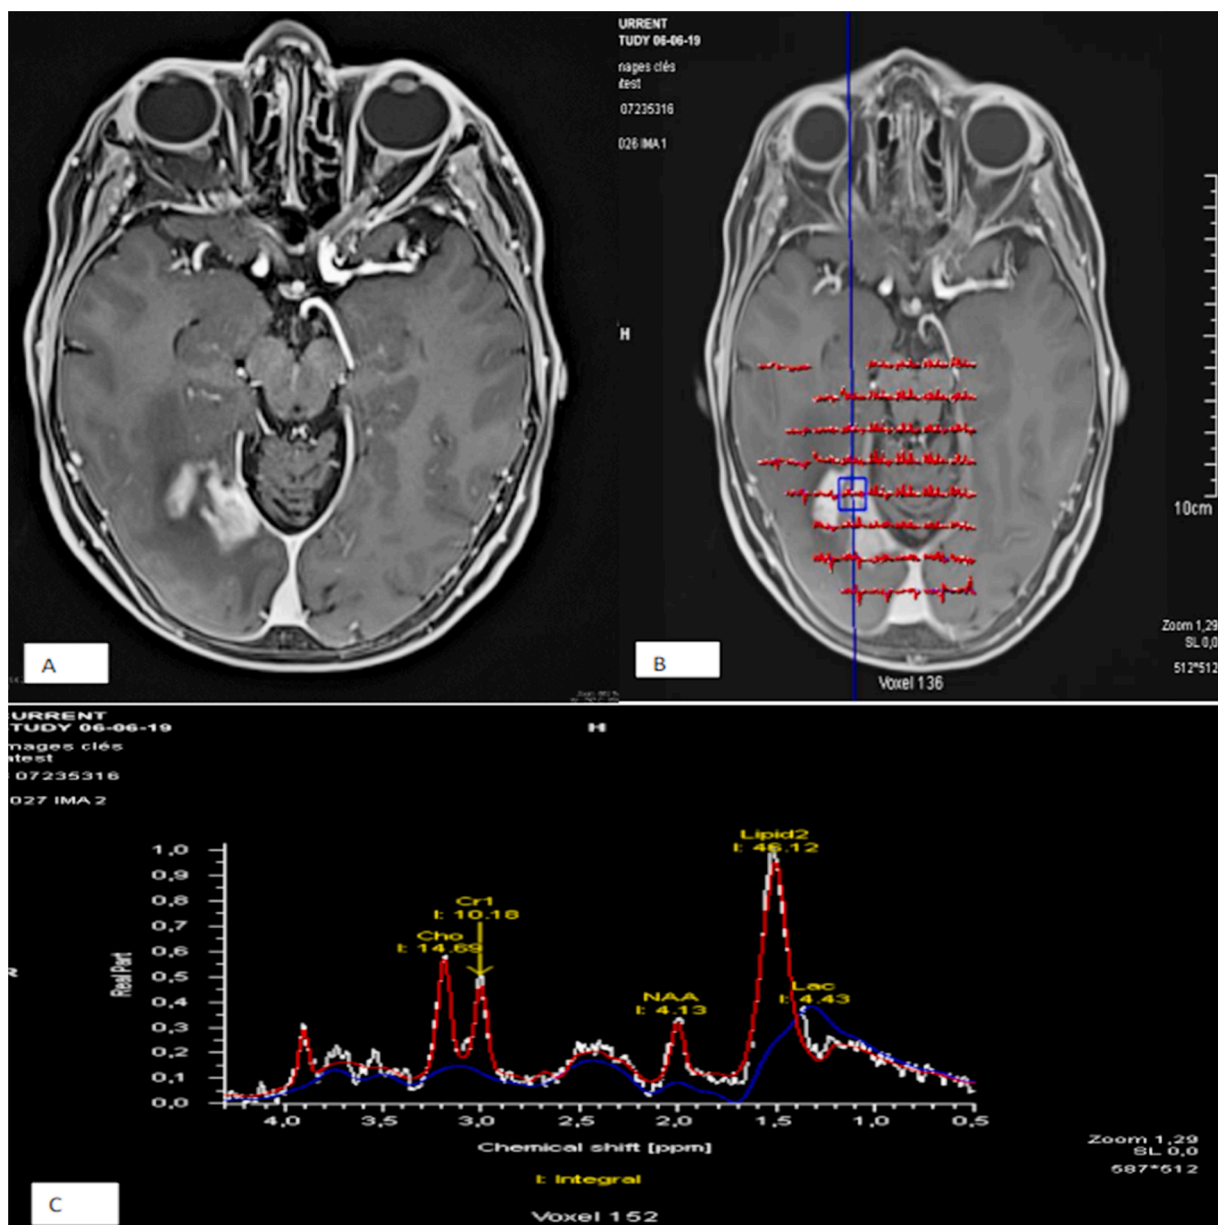 A
URRENT
TUDY 06-06-19
nages clés
test
07235316
026 IMA 1
H
10cm
Zoom 1,29
SL 0,0
512*512
B
Voxel 136
CURRENT
TUDY 06-06-19
mages clés
atest
07235316
027 IMA 2
H
Lipid2
I: 46.12
Cr1
I: 10.18
Cho
I: 14.69
NAA
I: 4.13
Lac
I: 4.43
Real Part
1,0
0,9
0,8
0,7
0,6
0,5
0,4
0,3
0,2
0,1
0,0
4,0 3,5 3,0 2,5 2,0 1,5 1,0 0,5
Chemical shift [ppm]
I: Integral
Voxel 152
Zoom 1,29
SL 0,0
587*512
C